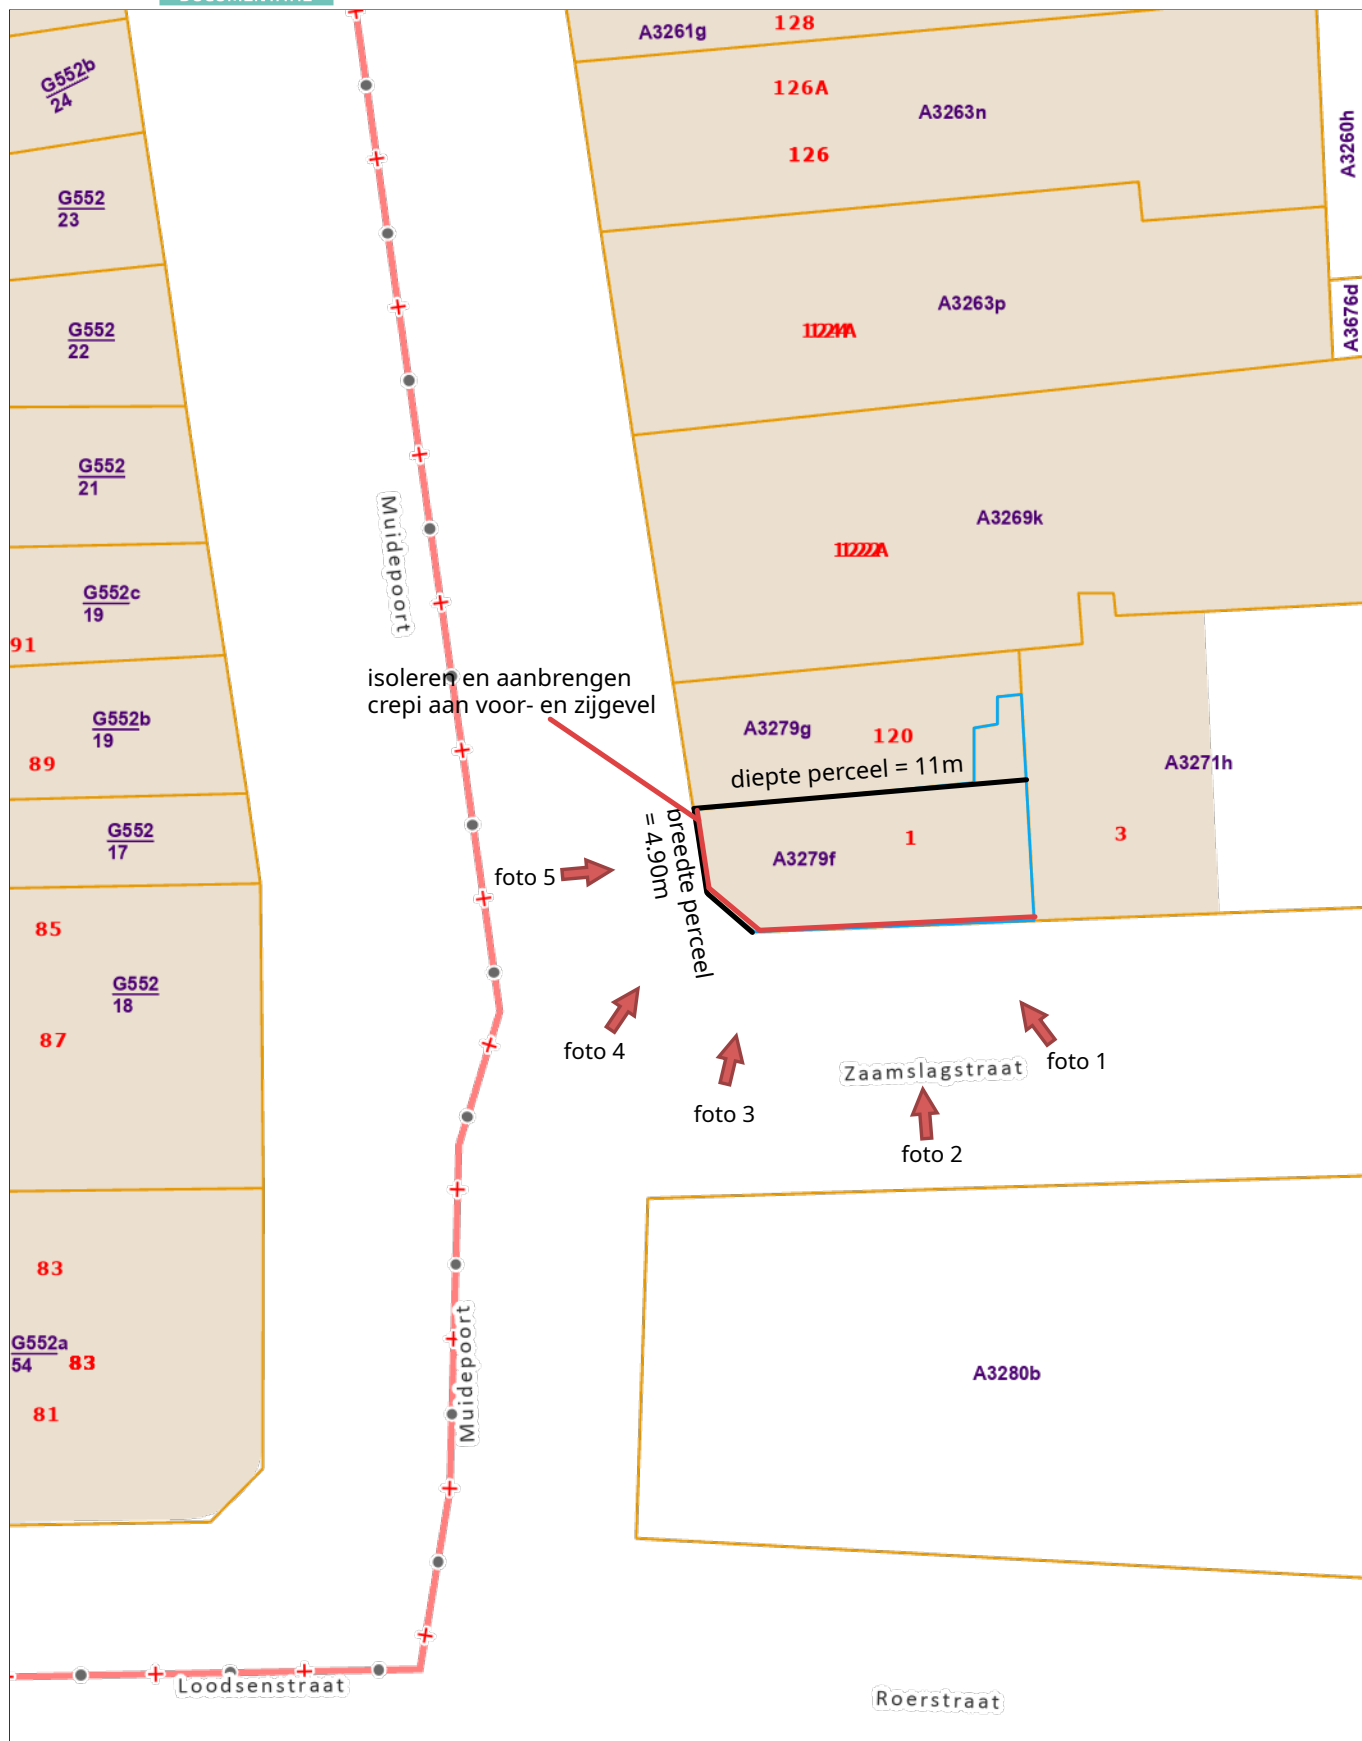 A3261g
128
G552b
24
126A
A3263n
126
A3260h
G552
23
A3263p
A3676d
G552
22
G552
21
Muidepoort
A3269k
G552c
19
91
isoleren en aanbrengen
crepi aan voor- en zijgevel
G552b
19
89
A3279g
120
diepte perceel = 11m
A3271h
G552
17
breedte perceel
= 4.90m
A3279f
1
3
foto 5
85
G552
18
87
foto 4
foto 3
Zaamslagstraat
foto 1
foto 2
83
Muidepoort
G552a
54
83
81
A3280b
Loodsenstraat
Roerstraat